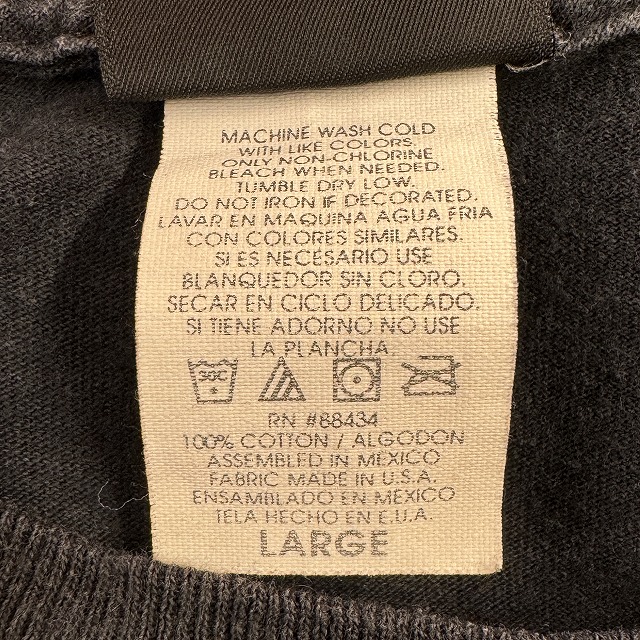 MACHINE WASH COLD
WITH LIKE COLORS.
ONLY NON-CHLORINE
BLEACH WHEN NEEDED.
TUMBLE DRY LOW.
DO NOT IRON IF DECORATED.
LAVAR EN MAQUINA AGUA FRIA
CON COLORES SIMILARES.
SI ES NECESARIO USE
BLANQUEDOR SIN CLORO.
SECAR EN CICLO DELICADO.
SI TIENE ADORNO NO USE
LA PLANCHA.
30C
RN #88434
100% COTTON / ALGODON
ASSEMBLED IN MEXICO
FABRIC MADE IN U.S.A.
ENSAMBLADO EN MEXICO
TELA HECHO EN E.U.A.
LARGE